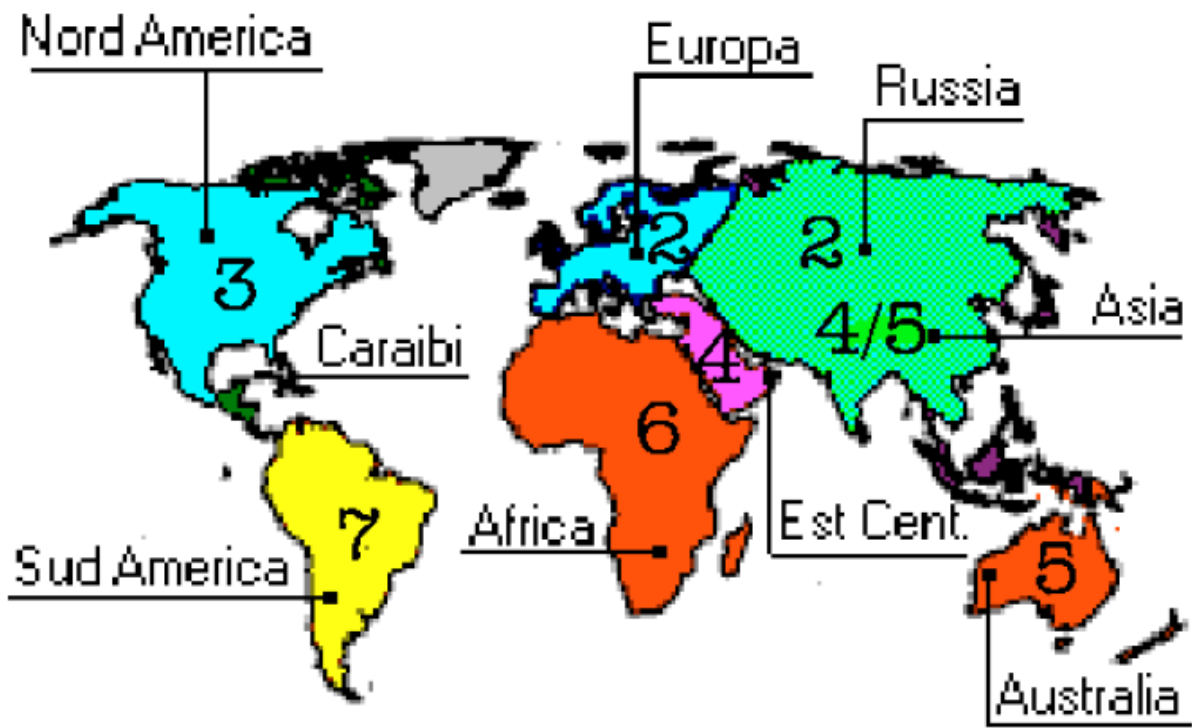 Nord America
Europa
Russia
2
2
3
4/5
Asia
Caraibi
4
6
7
Africa
Est Cent.
Sud America
5
Australia